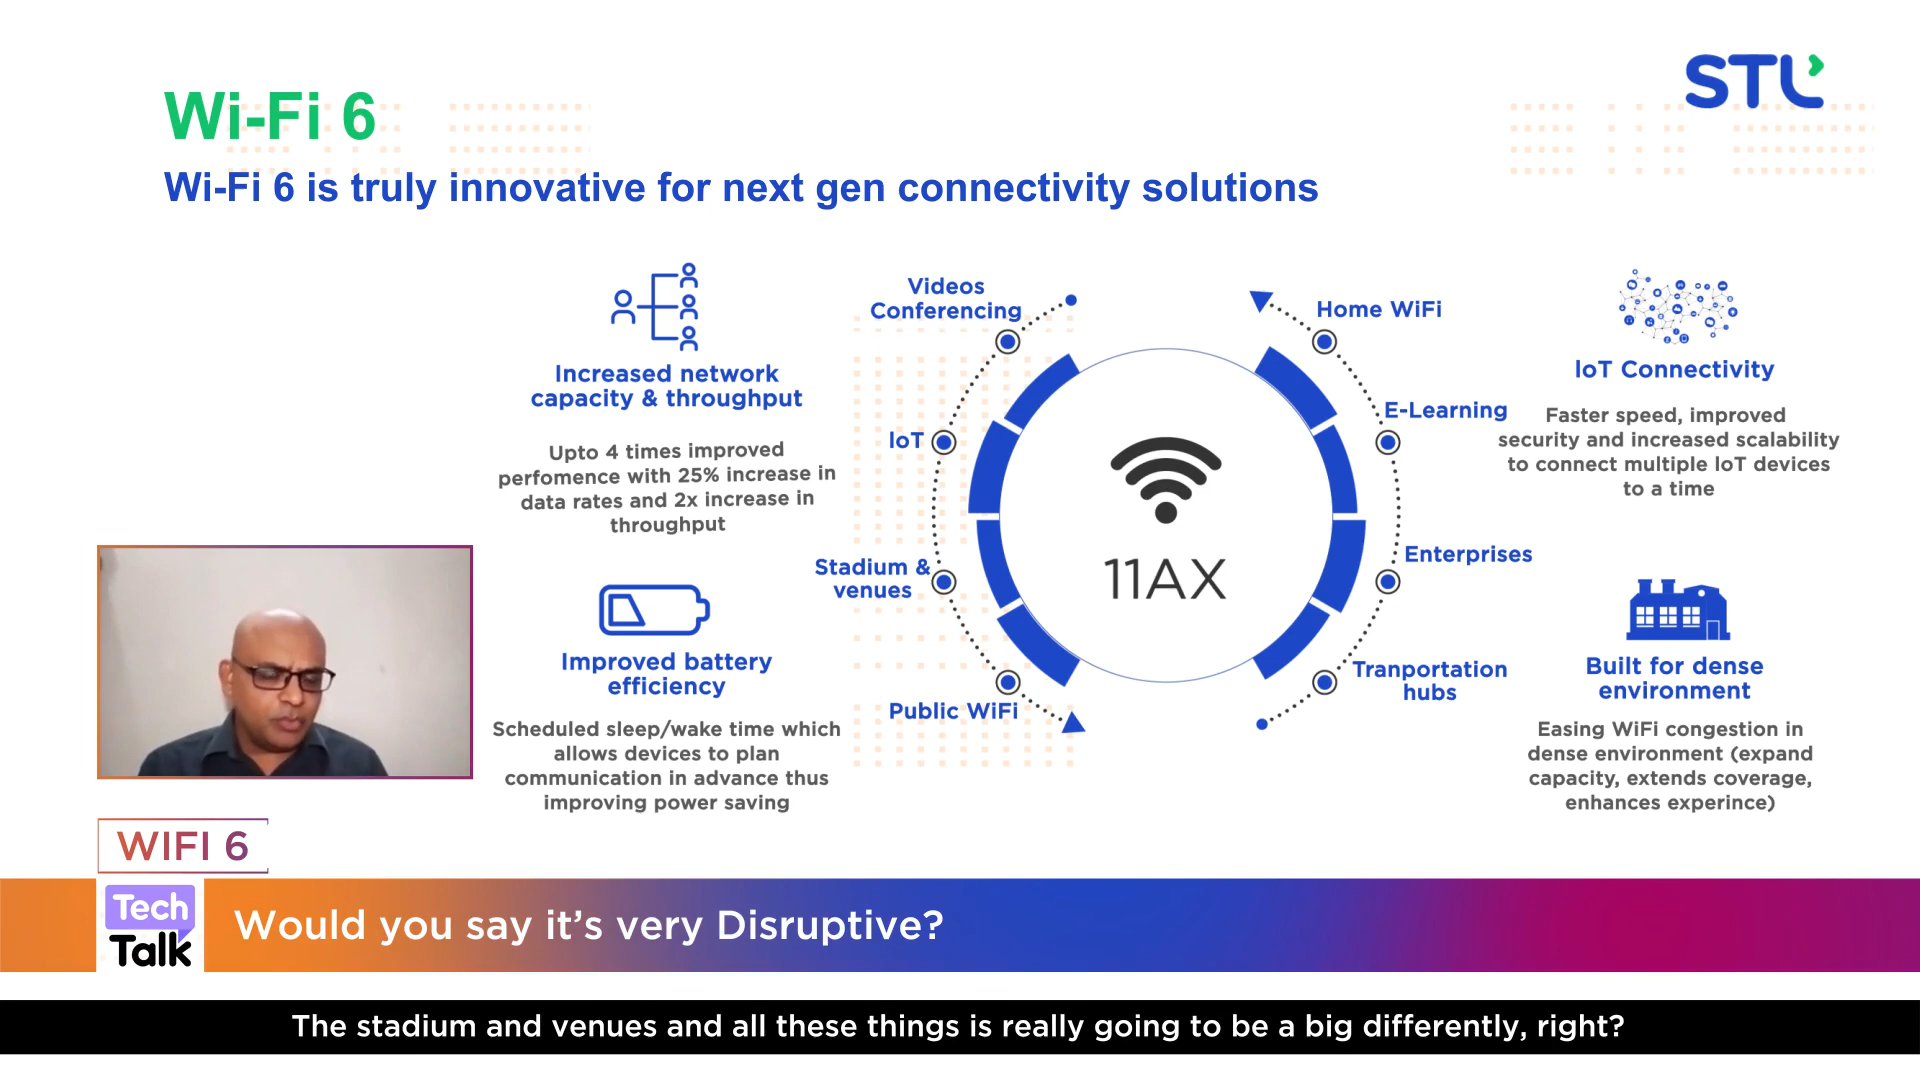 STL
Wi-Fi 6
Wi-Fi 6 is truly innovative for next gen connectivity solutions
Increased network
capacity & throughput
Upto 4 times improved
perfomence with 25% increase in
data rates and 2x increase in
throughput
Improved battery
efficiency
Scheduled sleep/wake time which
allows devices to plan
communication in advance thus
improving power saving
Videos
Conferencing
IoT
Stadium &
venues
Public WiFi
11AX
Home WiFi
E-Learning
Enterprises
Tranportation
hubs
IoT Connectivity
Faster speed, improved
security and increased scalability
to connect multiple IoT devices
to a time
Built for dense
environment
Easing WiFi congestion in
dense environment (expand
capacity, extends coverage,
enhances experince)
WIFI 6
Tech
Talk
Would you say it's very Disruptive?
The stadium and venues and all these things is really going to be a big differently, right?